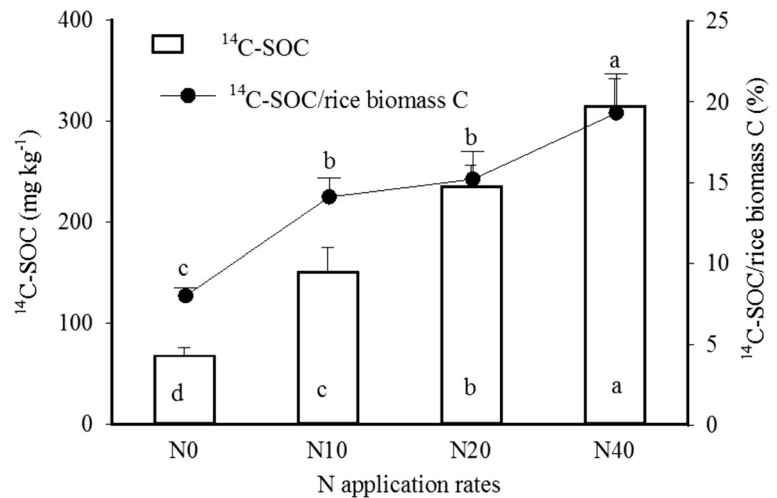 400
300
200
100
0
¹⁴C-SOC (mg kg⁻¹)
¹⁴C-SOC
¹⁴C-SOC/rice biomass C
c
b
b
a
d
c
b
a
25
20
15
10
5
0
¹⁴C-SOC/rice biomass C (%)
N0 N10 N20 N40
N application rates